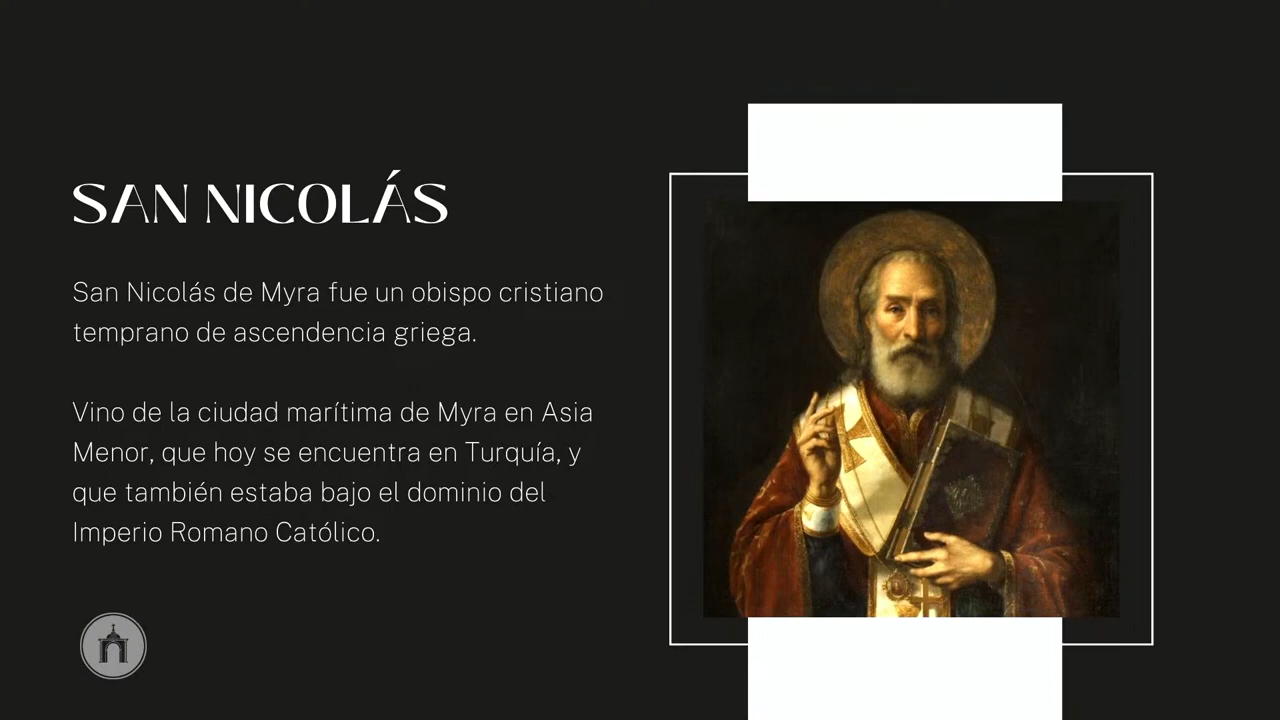 SAN NICOLÁS
San Nicolás de Myra fue un obispo cristiano
temprano de ascendencia griega.
Vino de la ciudad marítima de Myra en Asia
Menor, que hoy se encuentra en Turquía, y
que también estaba bajo el dominio del
Imperio Romano Católico.